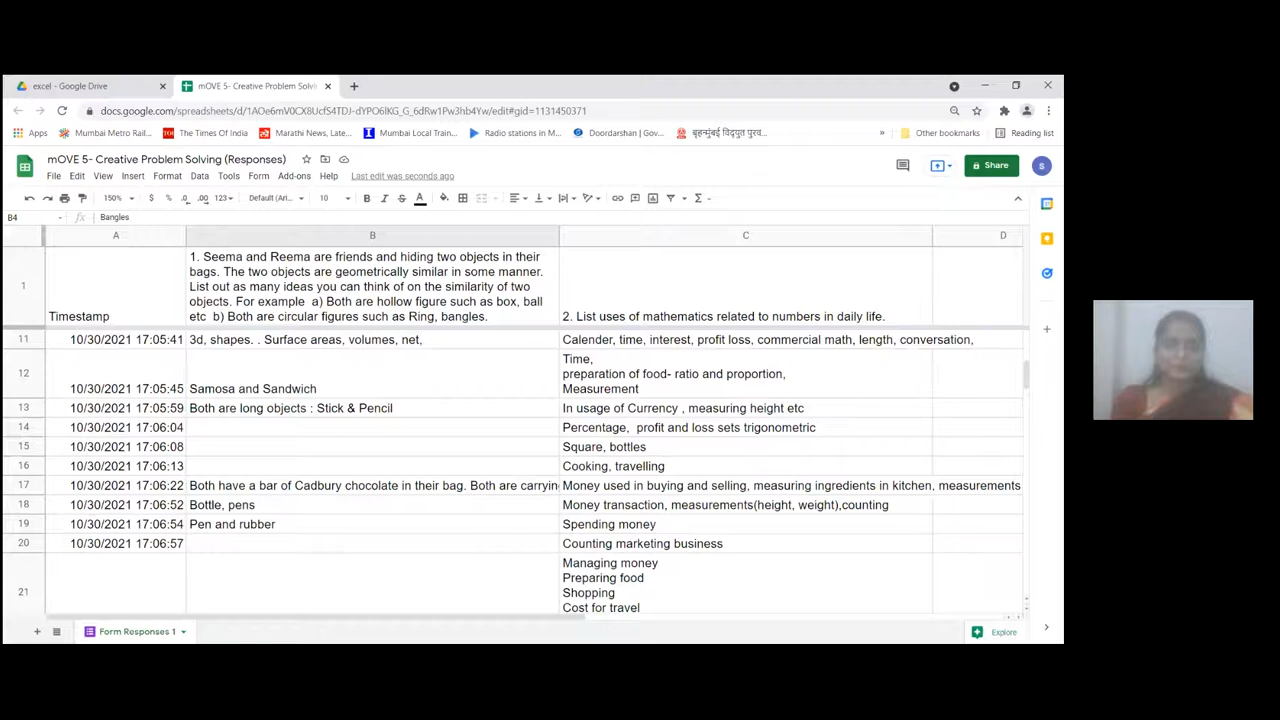 excel - Google Drive
mOVE 5- Creative Problem Solvi
docs.google.com/spreadsheets/d/1AOe6mV0CX8UcfS4TDJ-dYPO6lKG_G_6dRw1Pw3hb4Yw/edit#gid=1131450371
Apps Mumbai Metro Rail... TOI The Times Of India Marathi News, Late... Mumbai Local Train... Radio stations in M... Doordarshan | Gov... बृहन्मुंबई विद्युत पुरव... » Other bookmarks Reading list
mOVE 5- Creative Problem Solving (Responses)
Share S
File Edit View Insert Format Data Tools Form Add-ons Help Last edit was seconds ago
150% $ % .0 .00 123 Default (Ari... 10 B I S A
B4 fx Bangles
A B C D
1 Timestamp
1. Seema and Reema are friends and hiding two objects in their
bags. The two objects are geometrically similar in some manner.
List out as many ideas you can think of on the similarity of two
objects. For example a) Both are hollow figure such as box, ball
etc b) Both are circular figures such as Ring, bangles.
2. List uses of mathematics related to numbers in daily life.
11 10/30/2021 17:05:41 3d, shapes. . Surface areas, volumes, net, Calender, time, interest, profit loss, commercial math, length, conversation,
12 10/30/2021 17:05:45 Samosa and Sandwich
Time,
preparation of food- ratio and proportion,
Measurement
13 10/30/2021 17:05:59 Both are long objects : Stick & Pencil In usage of Currency , measuring height etc
14 10/30/2021 17:06:04 Percentage, profit and loss sets trigonometric
15 10/30/2021 17:06:08 Square, bottles
16 10/30/2021 17:06:13 Cooking, travelling
17 10/30/2021 17:06:22 Both have a bar of Cadbury chocolate in their bag. Both are carryin Money used in buying and selling, measuring ingredients in kitchen, measurements
18 10/30/2021 17:06:52 Bottle, pens Money transaction, measurements(height, weight),counting
19 10/30/2021 17:06:54 Pen and rubber Spending money
20 10/30/2021 17:06:57 Counting marketing business
21
Managing money
Preparing food
Shopping
Cost for travel
Form Responses 1
Explore